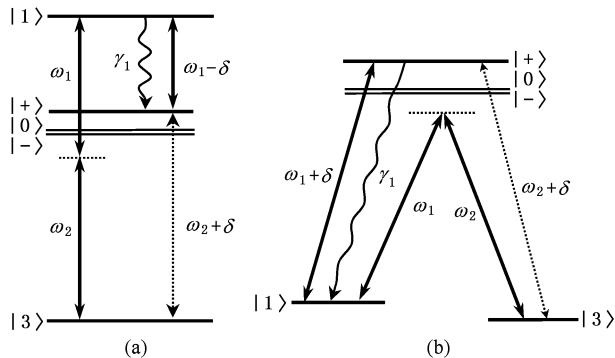 |1⟩
ω₁
γ₁
ω₁−δ
|+⟩
|0⟩
|−⟩
ω₂
ω₂+δ
|3⟩
(a)
|+⟩
|0⟩
|−⟩
ω₁+δ
γ₁
ω₁
ω₂
ω₂+δ
|1⟩
|3⟩
(b)